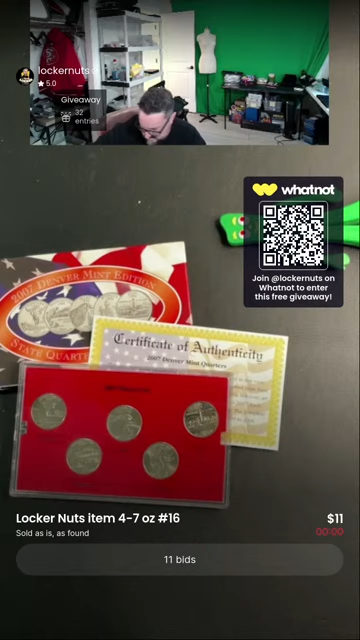 lockernuts
★ 5.0
Giveaway
32
entries
whatnot
Join @lockernuts on
Whatnot to enter
this free giveaway!
2007 DENVER MINT EDITION
STATE QUARTE
Certificate of Authenticity
2007 Denver Mint Quarters
Locker Nuts item 4-7 oz #16
$11
Sold as is, as found
00:00
11 bids